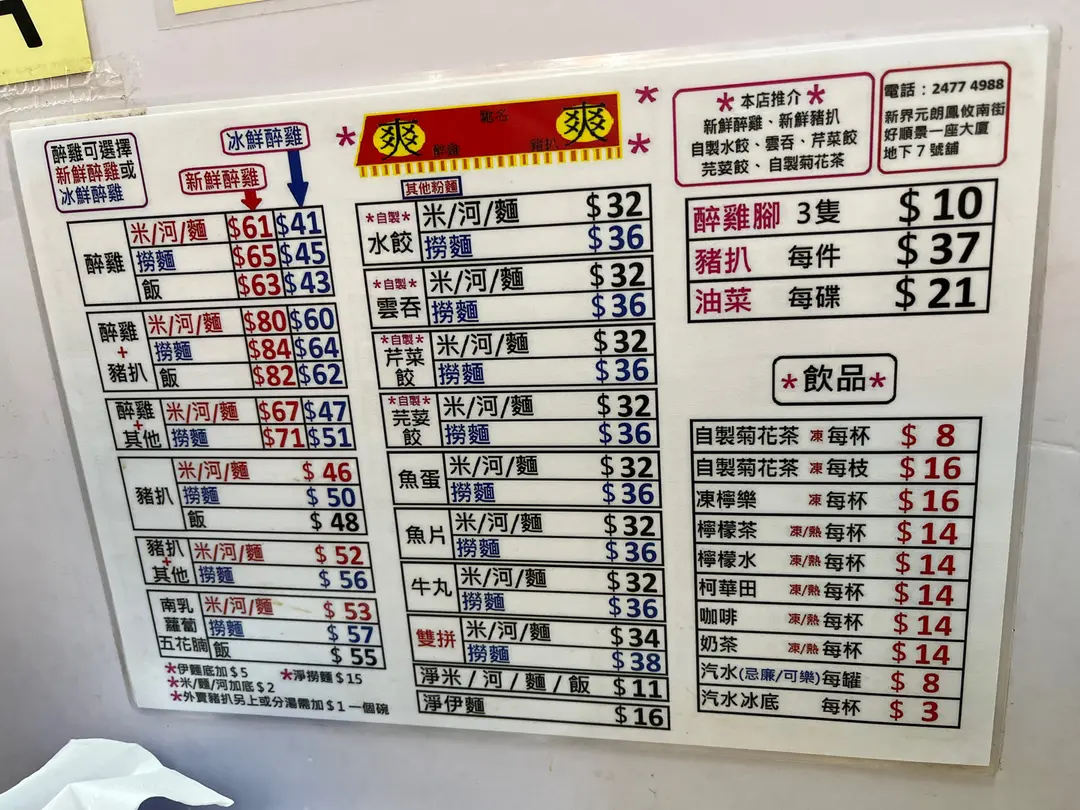 醉雞可選擇
新鮮醉雞或
冰鮮醉雞
冰鮮醉雞
新鮮醉雞
醉雞 米/河/麵 $61 $41
撈麵 $65 $45
飯 $63 $43
醉雞+豬扒 米/河/麵 $80 $60
撈麵 $84 $64
飯 $82 $62
醉雞+其他 米/河/麵 $67 $47
撈麵 $71 $51
豬扒 米/河/麵 $46
撈麵 $50
飯 $48
豬扒+其他 米/河/麵 $52
撈麵 $56
南乳蘿蔔五花腩 米/河/麵 $53
撈麵 $57
飯 $55
*伊麵底加$5 *淨撈麵$15
*米/麵/河加底$2
*外賣豬扒另上或分湯需加$1一個碗
* 爽 馳名 爽 *
醉雞 豬扒 *
其他粉麵
*自製*水餃 米/河/麵 $32
撈麵 $36
*自製*雲吞 米/河/麵 $32
撈麵 $36
*自製*芹菜餃 米/河/麵 $32
撈麵 $36
*自製*芫荽餃 米/河/麵 $32
撈麵 $36
魚蛋 米/河/麵 $32
撈麵 $36
魚片 米/河/麵 $32
撈麵 $36
牛丸 米/河/麵 $32
撈麵 $36
雙拼 米/河/麵 $34
撈麵 $38
淨米/河/麵/飯 $11
淨伊麵 $16
*本店推介*
新鮮醉雞、新鮮豬扒
自製水餃、雲吞、芹菜餃
芫荽餃、自製菊花茶
電話：2477 4988
新界元朗鳳攸南街
好順景一座大廈
地下7號舖
醉雞腳 3隻 $10
豬扒 每件 $37
油菜 每碟 $21
*飲品*
自製菊花茶 凍 每杯 $8
自製菊花茶 凍 每枝 $16
凍檸樂 凍 每杯 $16
檸檬茶 凍/熱 每杯 $14
檸檬水 凍/熱 每杯 $14
柯華田 凍/熱 每杯 $14
咖啡 凍/熱 每杯 $14
奶茶 凍/熱 每杯 $14
汽水(忌廉/可樂)每罐 $8
汽水冰底 每杯 $3